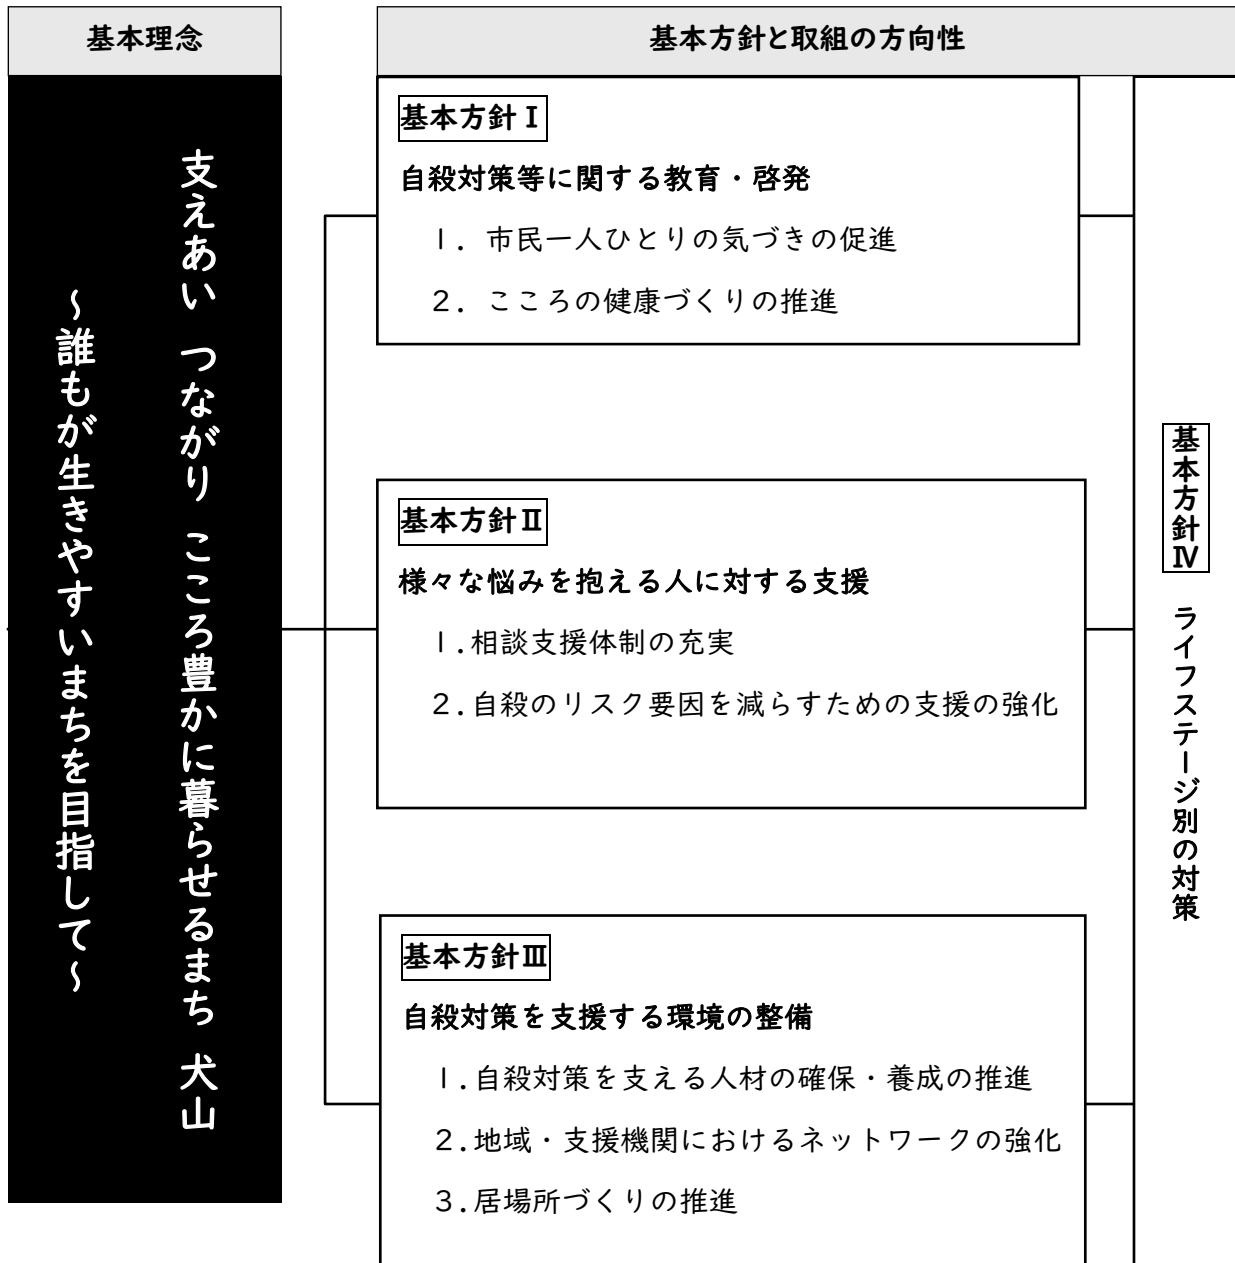 基本理念
基本方針と取組の方向性
支えあい つながり こころ豊かに暮らせるまち 犬山
～誰もが生きやすいまちを目指して～
基本方針Ⅰ
自殺対策等に関する教育・啓発
１．市民一人ひとりの気づきの促進
２．こころの健康づくりの推進
基本方針Ⅱ
様々な悩みを抱える人に対する支援
１．相談支援体制の充実
２．自殺のリスク要因を減らすための支援の強化
基本方針Ⅲ
自殺対策を支援する環境の整備
１．自殺対策を支える人材の確保・養成の推進
２．地域・支援機関におけるネットワークの強化
３．居場所づくりの推進
基本方針Ⅳ ライフステージ別の対策